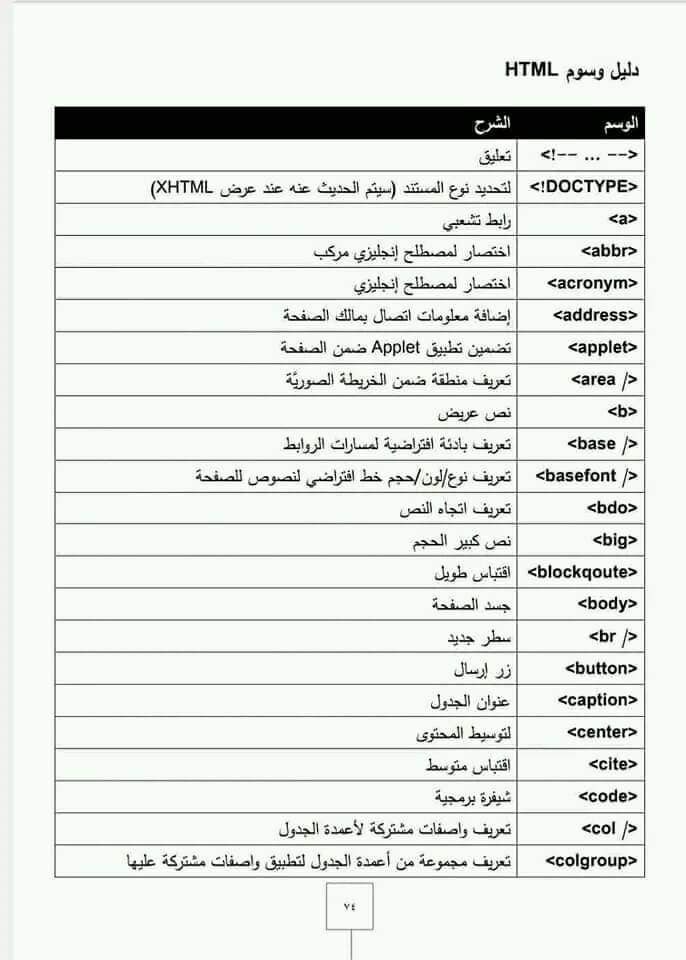 دليل وسوم HTML
الوسم الشرح
<!-- ... --> تعليق
<!DOCTYPE> لتحديد نوع المستند (سيتم الحديث عنه عند عرض XHTML)
<a> رابط تشعبي
<abbr> اختصار لمصطلح إنجليزي مركب
<acronym> اختصار لمصطلح إنجليزي
<address> إضافة معلومات اتصال بمالك الصفحة
<applet> تضمين تطبيق Applet ضمن الصفحة
<area /> تعريف منطقة ضمن الخريطة الصوريَّة
<b> نص عريض
<base /> تعريف بادئة افتراضية لمسارات الروابط
<basefont /> تعريف نوع/لون/حجم خط افتراضي لنصوص للصفحة
<bdo> تعريف اتجاه النص
<big> نص كبير الحجم
<blockqoute> اقتباس طويل
<body> جسد الصفحة
<br /> سطر جديد
<button> زر إرسال
<caption> عنوان الجدول
<center> لتوسيط المحتوى
<cite> اقتباس متوسط
<code> شيفرة برمجية
<col /> تعريف واصفات مشتركة لأعمدة الجدول
<colgroup> تعريف مجموعة من أعمدة الجدول لتطبيق واصفات مشتركة عليها
٧٤